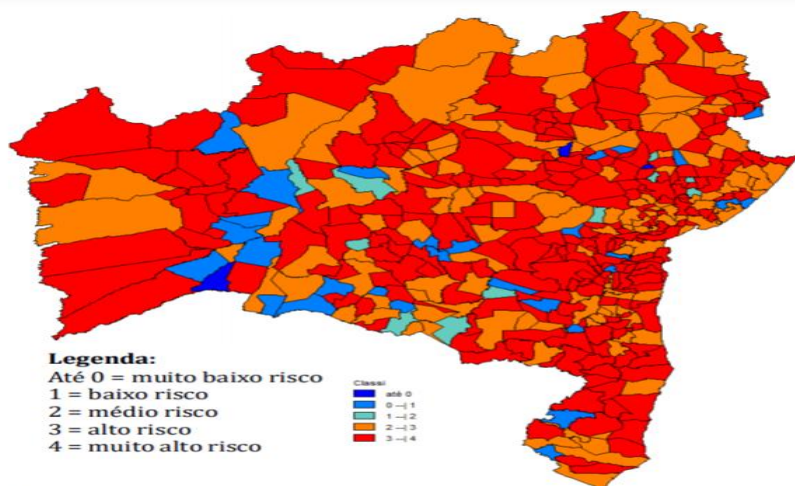 Legenda:
Até 0 = muito baixo risco
1 = baixo risco
2 = médio risco
3 = alto risco
4 = muito alto risco
Classi
até 0
0 --| 1
1 --| 2
2 --| 3
3 --| 4